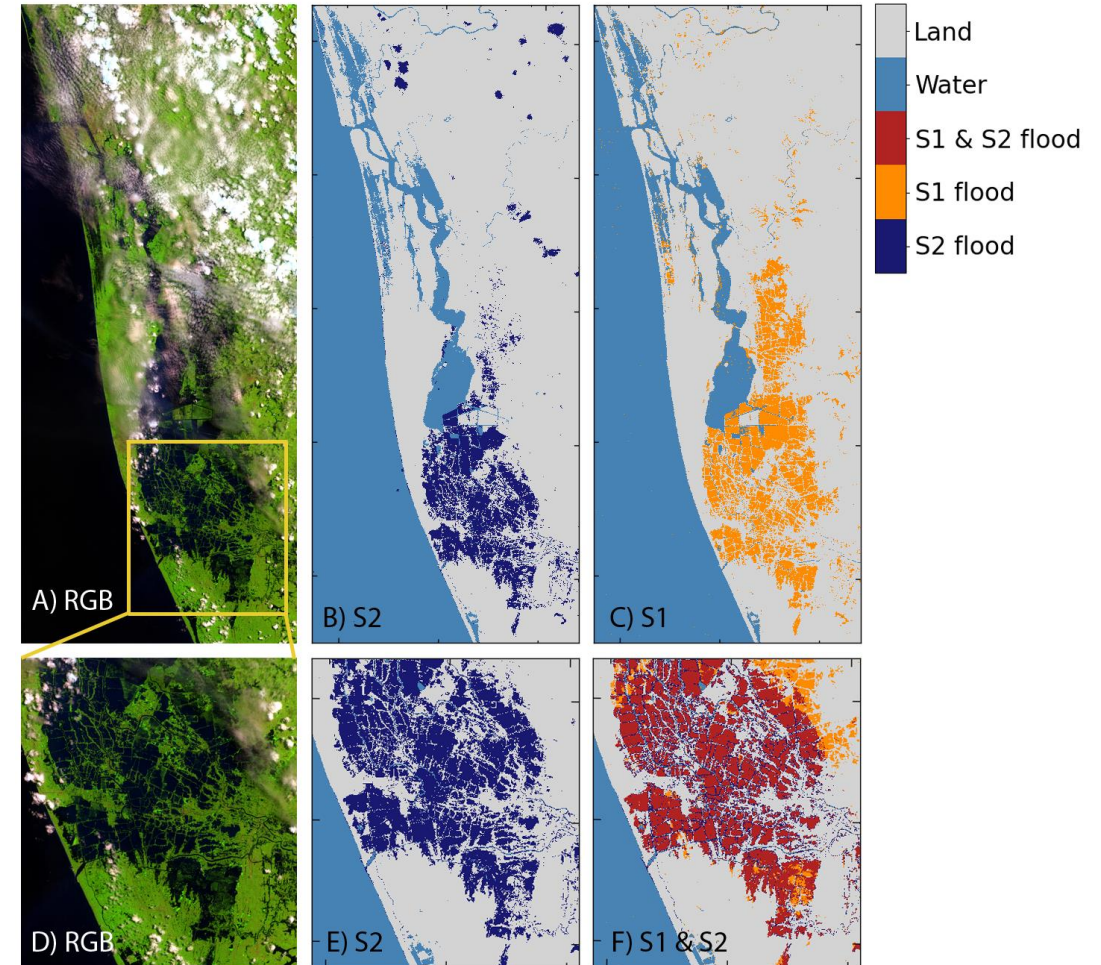 Land
Water
S1 & S2 flood
S1 flood
S2 flood
A) RGB
B) S2
C) S1
D) RGB
E) S2
F) S1 & S2